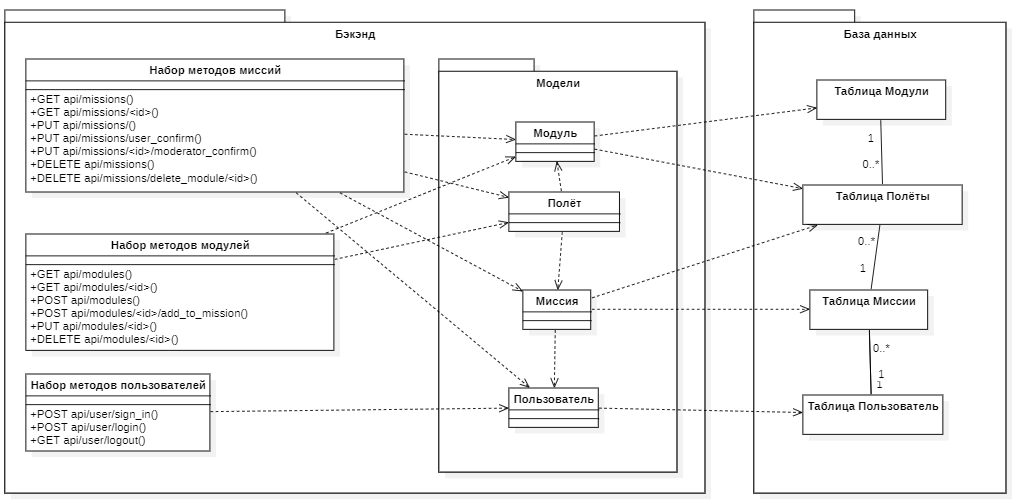 Бэкэнд
Набор методов миссий
+GET api/missions()
+GET api/missions/<id>()
+PUT api/missions/()
+PUT api/missions/user_confirm()
+PUT api/missions/<id>/moderator_confirm()
+DELETE api/missions()
+DELETE api/missions/delete_module/<id>()
Набор методов модулей
+GET api/modules()
+GET api/modules/<id>()
+POST api/modules()
+POST api/modules/<id>/add_to_mission()
+PUT api/modules/<id>()
+DELETE api/modules/<id>()
Набор методов пользователей
+POST api/user/sign_in()
+POST api/user/login()
+GET api/user/logout()
Модели
Модуль
Полёт
Миссия
Пользователь
База данных
Таблица Модули
1
0..*
Таблица Полёты
0..*
1
Таблица Миссии
0..*
1
1
Таблица Пользователь